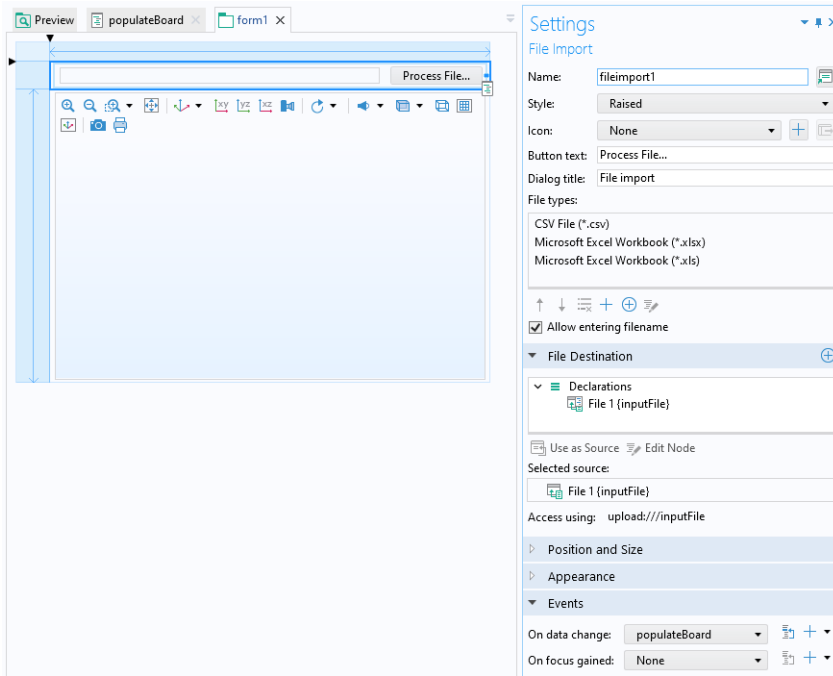 Preview
populateBoard
form1
Process File...
xy yz xz
Settings
File Import
Name: fileimport1
Style: Raised
Icon: None
Button text: Process File...
Dialog title: File import
File types:
CSV File (*.csv)
Microsoft Excel Workbook (*.xlsx)
Microsoft Excel Workbook (*.xls)
Allow entering filename
File Destination
Declarations
File 1 {inputFile}
Use as Source Edit Node
Selected source:
File 1 {inputFile}
Access using: upload:///inputFile
Position and Size
Appearance
Events
On data change: populateBoard
On focus gained: None